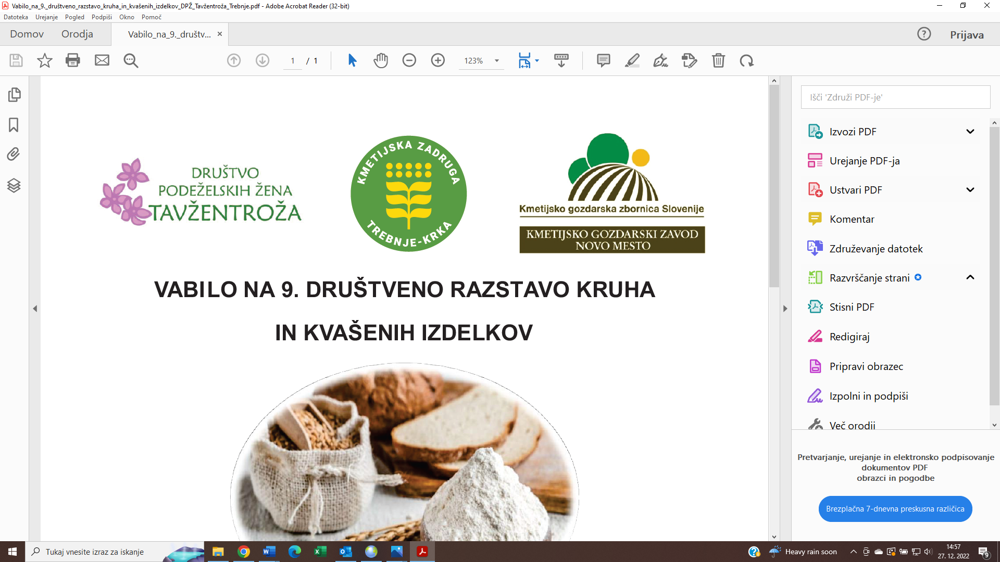 Vabilo_na_9._društveno_razstavo_kruha_in_kvašenih_izdelkov_DPŽ_Tavžentroža_Trebnje.pdf - Adobe Acrobat Reader (32-bit)
Datoteka Urejanje Pogled Podpiši Okno Pomoč
Domov Orodja Vabilo_na_9._društv... × Prijava
1 / 1 123%
Išči 'Združi PDF-je'
Izvozi PDF
Urejanje PDF-ja
Ustvari PDF
Komentar
Združevanje datotek
Razvrščanje strani
Stisni PDF
Redigiraj
Pripravi obrazec
Izpolni in podpiši
Več orodij
Pretvarjanje, urejanje in elektronsko podpisovanje
dokumentov PDF
obrazci in pogodbe
Brezplačna 7-dnevna preskusna različica
DRUŠTVO
PODEŽELSKIH ŽENA
TAVŽENTROŽA
KMETIJSKA ZADRUGA
TREBNJE-KRKA
Kmetijsko gozdarska zbornica Slovenije
KMETIJSKO GOZDARSKI ZAVOD
NOVO MESTO
VABILO NA 9. DRUŠTVENO RAZSTAVO KRUHA
IN KVAŠENIH IZDELKOV
Tukaj vnesite izraz za iskanje
Heavy rain soon
14:57
27. 12. 2022
9